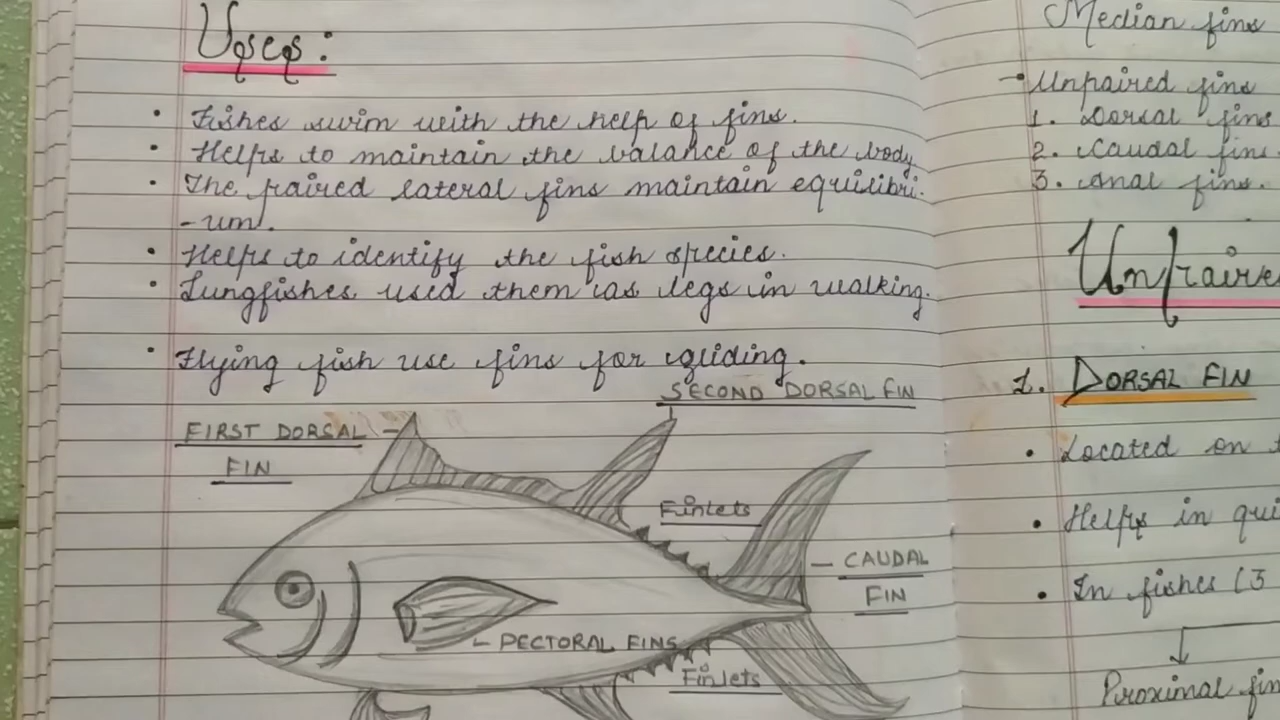 Uses:
• Fishes swim with the help of fins.
• Helps to maintain the balance of the body
• The paired lateral fins maintain equilibri-
-um.
• Helps to identify the fish species.
• Lungfishes used them as legs in walking.
• Flying fish use fins for gliding.
SECOND DORSAL FIN
FIRST DORSAL
FIN
Finlets
CAUDAL
FIN
PECTORAL FINS
Finlets
Median fins
→ Unpaired fins
1. Dorsal fins
2. Caudal fins.
3. Anal fins.
Unpaire
1. DORSAL FIN
• Located on
• Helps in qui
• In fishes (3
Proximal fin